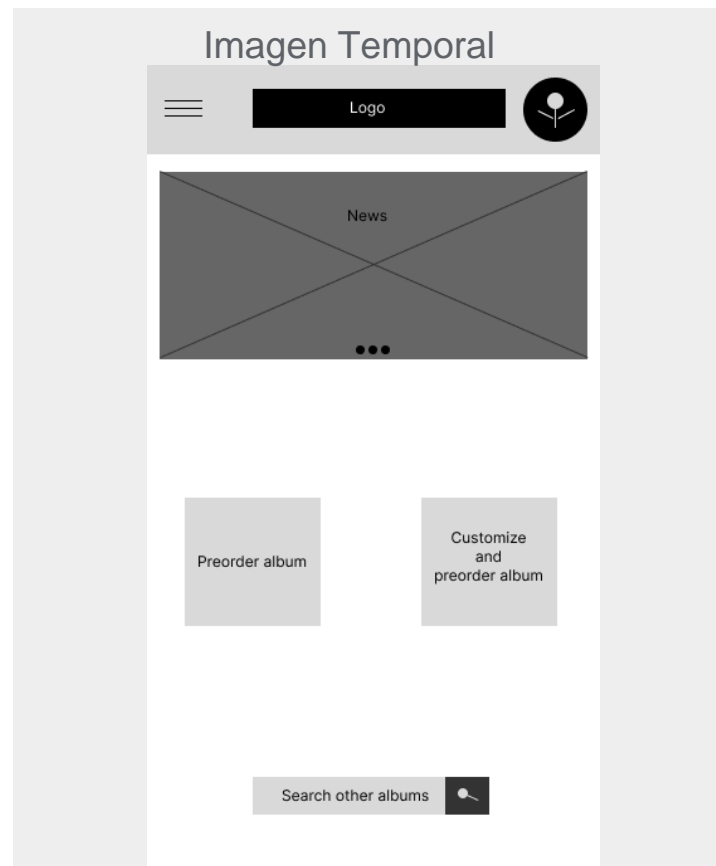 Imagen Temporal
Logo
News
Preorder album
Customize
and
preorder album
Search other albums